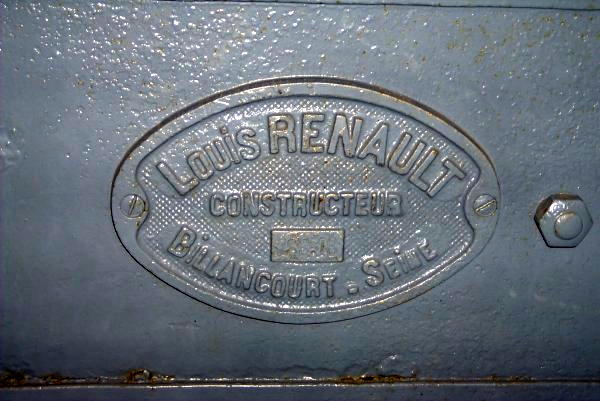 Louis RENAULT
CONSTRUCTEUR
BILLANCOURT - SEINE